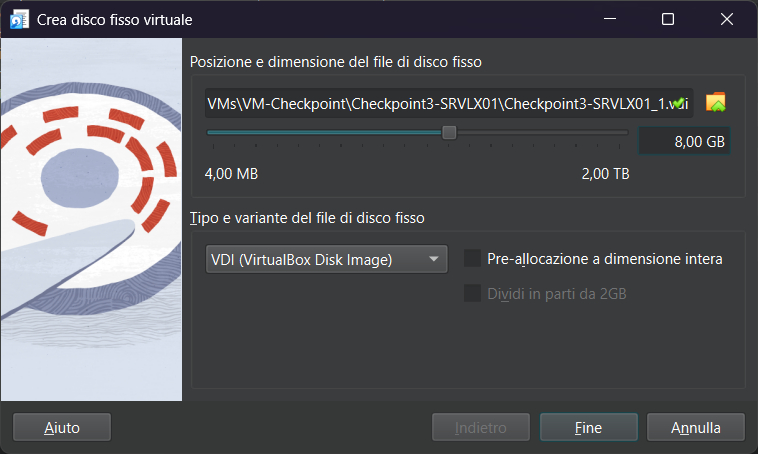 Crea disco fisso virtuale
Posizione e dimensione del file di disco fisso
VMs\VM-Checkpoint\Checkpoint3-SRVLX01\Checkpoint3-SRVLX01_1.vdi
8,00 GB
4,00 MB
2,00 TB
Tipo e variante del file di disco fisso
VDI (VirtualBox Disk Image)
Pre-allocazione a dimensione intera
Dividi in parti da 2GB
Aiuto
Indietro
Fine
Annulla